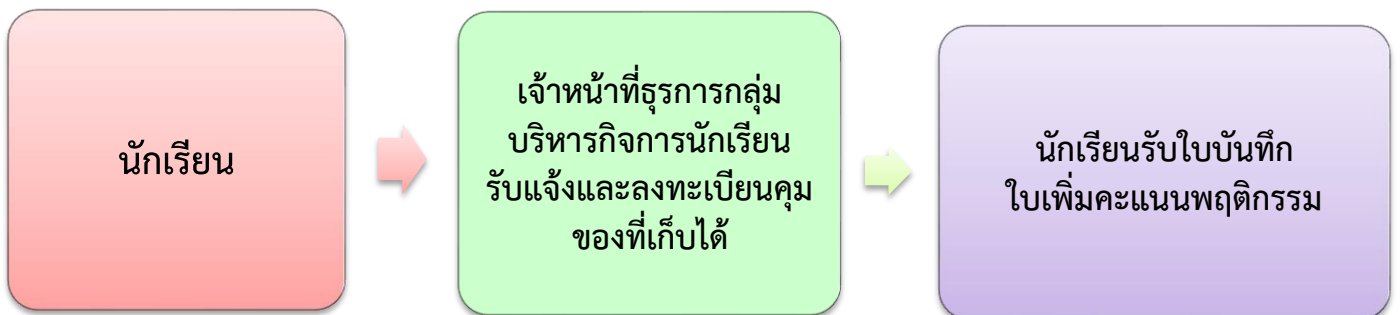 นักเรียน
เจ้าหน้าที่ธุรการกลุ่ม
บริหารกิจการนักเรียน
รับแจ้งและลงทะเบียนคุม
ของที่เก็บได้
นักเรียนรับใบบันทึก
ใบเพิ่มคะแนนพฤติกรรม